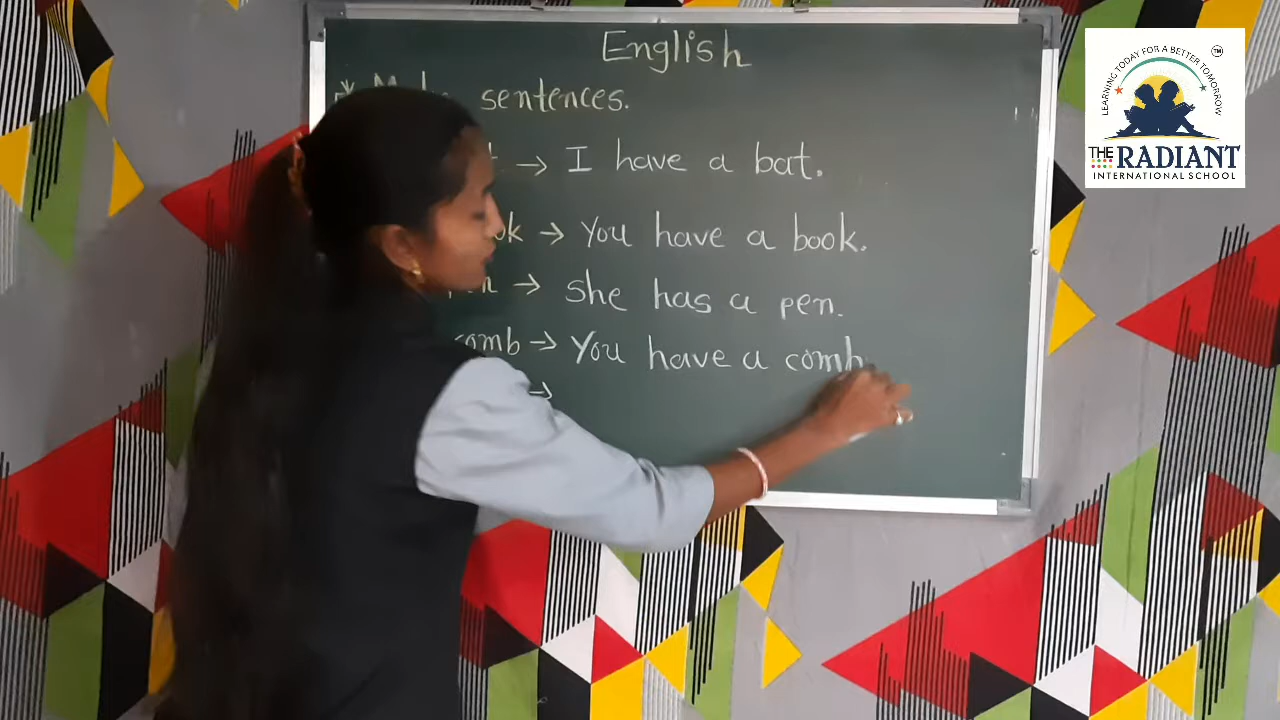 English
sentences.
→ I have a bat.
→ You have a book.
→ she has a pen.
comb → You have a comb
→
LEARNING TODAY FOR A BETTER TOMORROW
TM
THE RADIANT
INTERNATIONAL SCHOOL